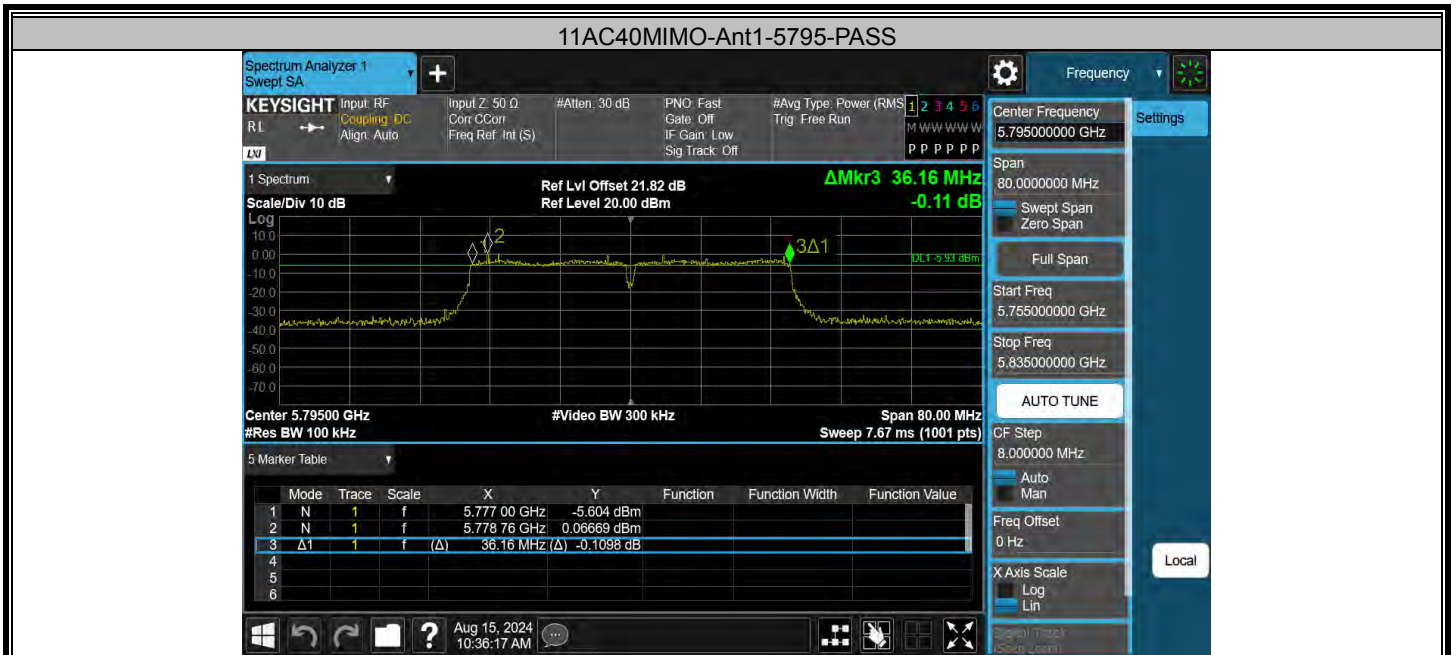 11AC40MIMO-Ant1-5795-PASS
Spectrum Analyzer 1
Swept SA
+
Frequency
KEYSIGHT
RL
LXI
Input: RF
Coupling: DC
Align: Auto
Input Z: 50 Ω
Corr CCorr
Freq Ref: Int (S)
#Atten: 30 dB
PNO: Fast
Gate: Off
IF Gain: Low
Sig Track: Off
#Avg Type: Power (RMS
Trig: Free Run
1 2 3 4 5 6
M W W W W W
P P P P P P
1 Spectrum
Scale/Div 10 dB
Log
Ref Lvl Offset 21.82 dB
Ref Level 20.00 dBm
ΔMkr3 36.16 MHz
-0.11 dB
10.0
0.00
-10.0
-20.0
-30.0
-40.0
-50.0
-60.0
-70.0
2
3Δ1
DL1 -5.93 dBm
Center 5.79500 GHz
#Res BW 100 kHz
#Video BW 300 kHz
Span 80.00 MHz
Sweep 7.67 ms (1001 pts)
5 Marker Table
Mode Trace Scale X Y Function Function Width Function Value
1 N 1 f 5.777 00 GHz -5.604 dBm
2 N 1 f 5.778 76 GHz 0.06669 dBm
3 Δ1 1 f (Δ) 36.16 MHz (Δ) -0.1098 dB
4
5
6
?
Aug 15, 2024
10:36:17 AM
Center Frequency
5.795000000 GHz
Settings
Span
80.0000000 MHz
Swept Span
Zero Span
Full Span
Start Freq
5.755000000 GHz
Stop Freq
5.835000000 GHz
AUTO TUNE
CF Step
8.000000 MHz
Auto
Man
Freq Offset
0 Hz
X Axis Scale
Log
Lin
Local